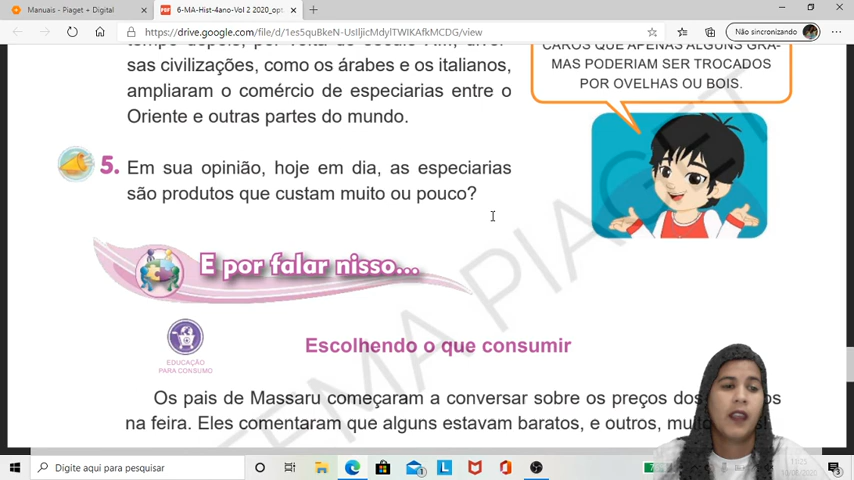 Manuais - Piaget + Digital
6-MA-Hist-4ano-Vol 2 2020_opt
https://drive.google.com/file/d/1es5quBkeN-UsIljicMdyITWIKAfkMCDG/view
Não sincronizando
sas civilizações, como os árabes e os italianos,
ampliaram o comércio de especiarias entre o
Oriente e outras partes do mundo.
CAROS QUE APENAS ALGUNS GRA-
MAS PODERIAM SER TROCADOS
POR OVELHAS OU BOIS.
5. Em sua opinião, hoje em dia, as especiarias
são produtos que custam muito ou pouco?
E por falar nisso...
EDUCAÇÃO
PARA CONSUMO
Escolhendo o que consumir
Os pais de Massaru começaram a conversar sobre os preços dos
na feira. Eles comentaram que alguns estavam baratos, e outros,
PIAGET
Digite aqui para pesquisar